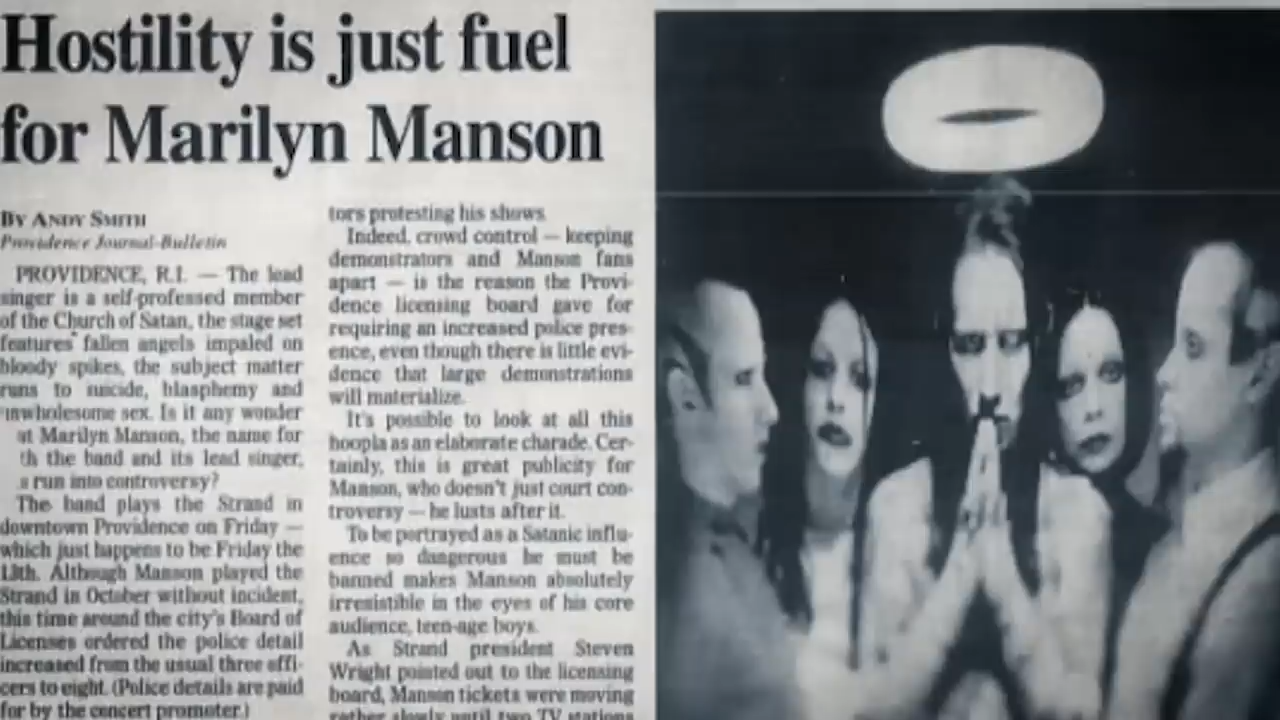 Hostility is just fuel
for Marilyn Manson
BY ANDY SMITH
Providence Journal-Bulletin
PROVIDENCE, R.I. — The lead
singer is a self-professed member
of the Church of Satan, the stage set
features fallen angels impaled on
bloody spikes, the subject matter
runs to suicide, blasphemy and
unwholesome sex. Is it any wonder
at Marilyn Manson, the name for
th the band and its lead singer,
s run into controversy?
The band plays the Strand in
downtown Providence on Friday —
which just happens to be Friday the
13th. Although Manson played the
Strand in October without incident,
this time around the city's Board of
Licenses ordered the police detail
increased from the usual three offi-
cers to eight. (Police details are paid
for by the concert promoter.)
tors protesting his shows.
Indeed, crowd control — keeping
demonstrators and Manson fans
apart — is the reason the Provi-
dence licensing board gave for
requiring an increased police pres-
ence, even though there is little evi-
dence that large demonstrations
will materialize.
It's possible to look at all this
hoopla as an elaborate charade. Cer-
tainly, this is great publicity for
Manson, who doesn't just court con-
troversy — he lusts after it.
To be portrayed as a Satanic influ-
ence so dangerous he must be
banned makes Manson absolutely
irresistible in the eyes of his core
audience, teen-age boys.
As Strand president Steven
Wright pointed out to the licensing
board, Manson tickets were moving
rather slowly until two TV stations